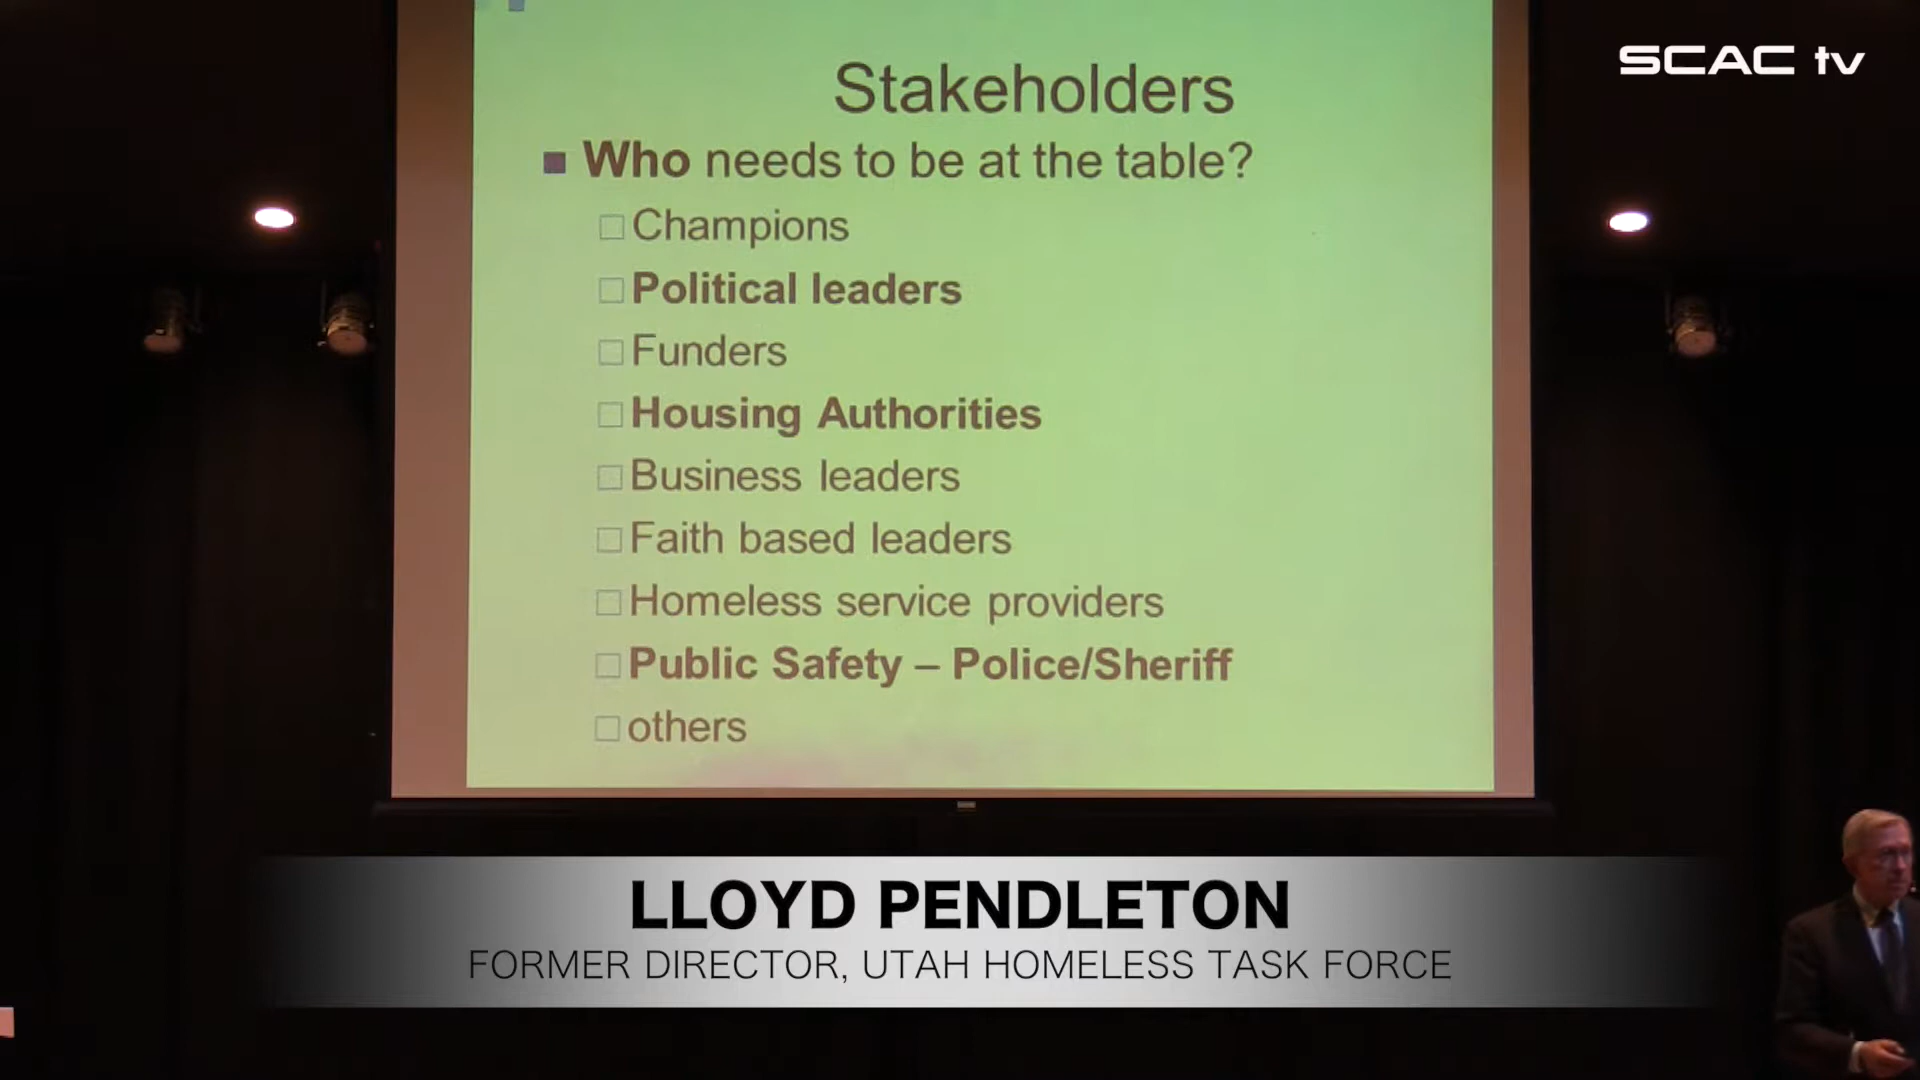 SCAC tv
Stakeholders
Who needs to be at the table?
Champions
Political leaders
Funders
Housing Authorities
Business leaders
Faith based leaders
Homeless service providers
Public Safety – Police/Sheriff
others
LLOYD PENDLETON
FORMER DIRECTOR, UTAH HOMELESS TASK FORCE